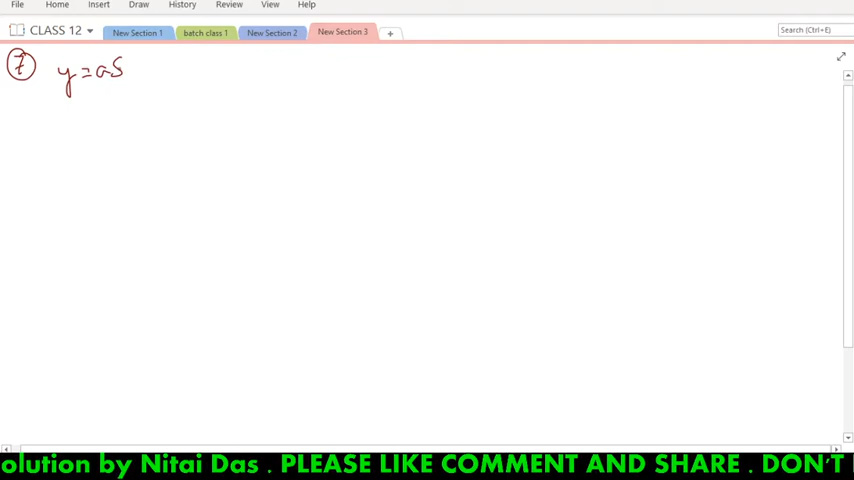 File Home Insert Draw History Review View Help
CLASS 12 New Section 1 batch class 1 New Section 2 New Section 3 + Search (Ctrl+E)
7 y=aS
olution by Nitai Das . PLEASE LIKE COMMENT AND SHARE . DON'T